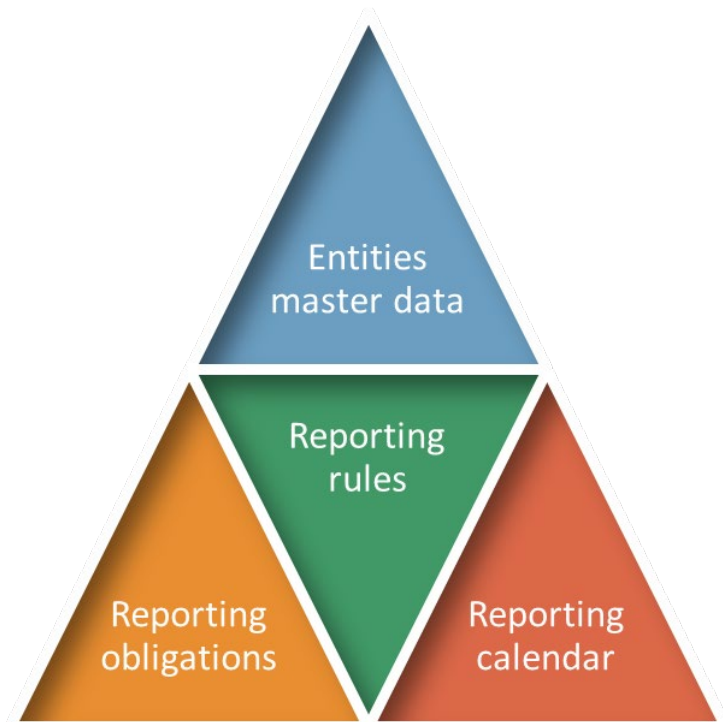 Entities
master data
Reporting
rules
Reporting
obligations
Reporting
calendar